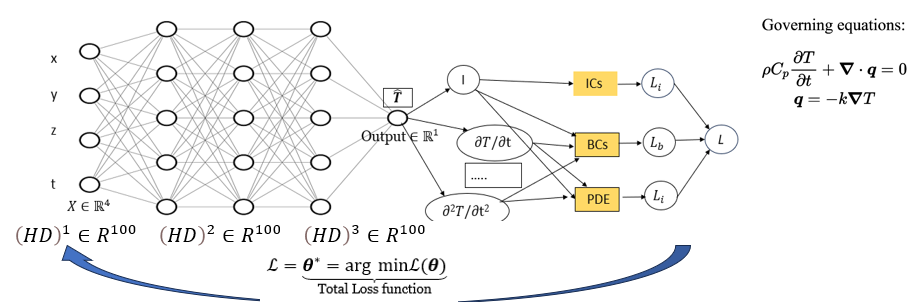 Governing equations:
ρC_p ∂T/∂t + ∇ · q = 0
q = −k∇T
x
y
z
t
X ∈ ℝ⁴
T̂
Output ∈ ℝ¹
I
∂T/∂t
.....
∂²T/∂t²
ICs
BCs
PDE
L_i
L_b
L_i
L
(HD)¹ ∈ R¹⁰⁰
(HD)² ∈ R¹⁰⁰
(HD)³ ∈ R¹⁰⁰
ℒ = θ* = arg minℒ(θ)
Total Loss function